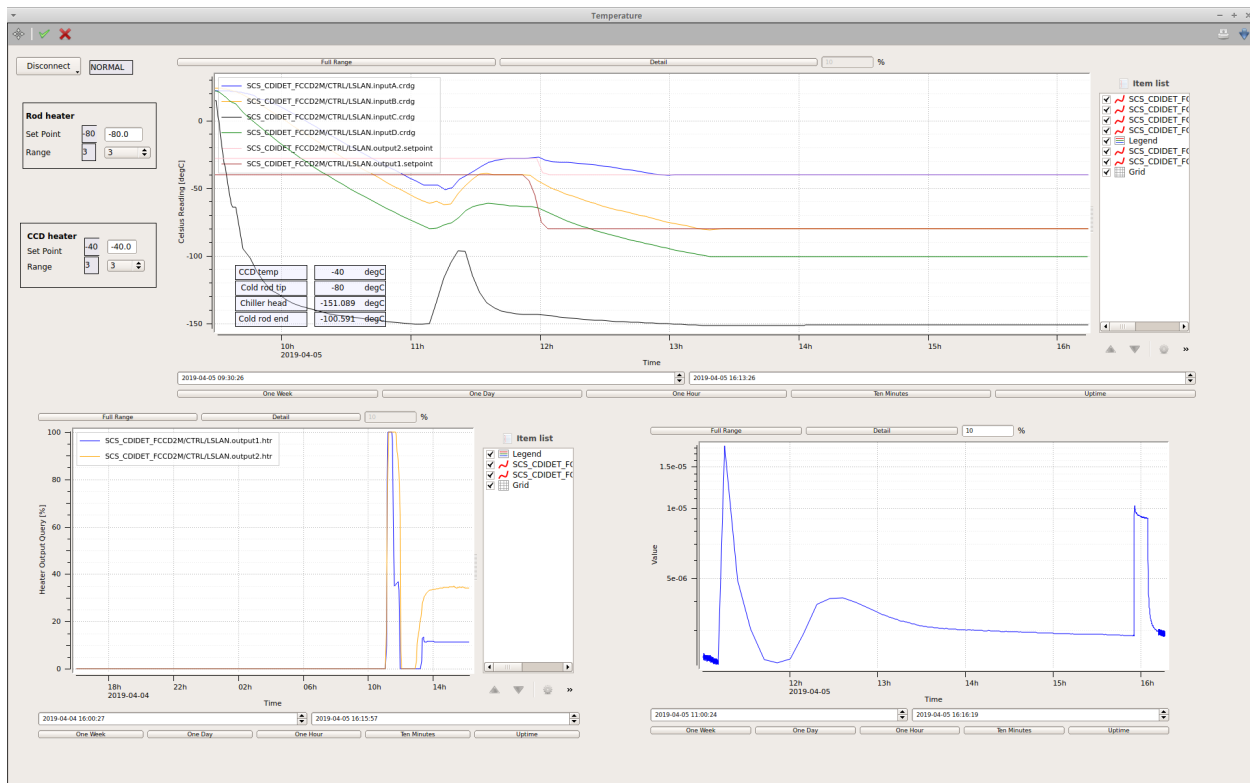 Temperature
Disconnect NORMAL
Full Range Detail 10 %
Rod heater
Set Point -80 -80.0
Range 3 3
CCD heater
Set Point -40 -40.0
Range 3 3
SCS_CDIDET_FCCD2M/CTRL/LSLAN.inputA.crdg
SCS_CDIDET_FCCD2M/CTRL/LSLAN.inputB.crdg
SCS_CDIDET_FCCD2M/CTRL/LSLAN.inputC.crdg
SCS_CDIDET_FCCD2M/CTRL/LSLAN.inputD.crdg
SCS_CDIDET_FCCD2M/CTRL/LSLAN.output2.setpoint
SCS_CDIDET_FCCD2M/CTRL/LSLAN.output1.setpoint
Celsius Reading [degC]
0
-50
-100
-150
CCD temp -40 degC
Cold rod tip -80 degC
Chiller head -151.089 degC
Cold rod end -100.591 degC
10h 11h 12h 13h 14h 15h 16h
2019-04-05
Time
Item list
SCS_CDIDET_FC
SCS_CDIDET_FC
SCS_CDIDET_FC
SCS_CDIDET_FC
Legend
SCS_CDIDET_FC
SCS_CDIDET_FC
Grid
»
2019-04-05 09:30:26 2019-04-05 16:13:26
One Week One Day One Hour Ten Minutes Uptime
Full Range Detail 10 %
SCS_CDIDET_FCCD2M/CTRL/LSLAN.output1.htr
SCS_CDIDET_FCCD2M/CTRL/LSLAN.output2.htr
Heater Output Query [%]
100
80
60
40
20
0
18h 22h 02h 06h 10h 14h
2019-04-04
Time
Item list
Legend
SCS_CDIDET_FC
SCS_CDIDET_FC
Grid
»
2019-04-04 16:00:27 2019-04-05 16:15:57
One Week One Day One Hour Ten Minutes Uptime
Full Range Detail 10 %
Value
1.5e-05
1e-05
5e-06
12h 13h 14h 15h 16h
2019-04-05
Time
2019-04-05 11:00:24 2019-04-05 16:16:19
One Week One Day One Hour Ten Minutes Uptime